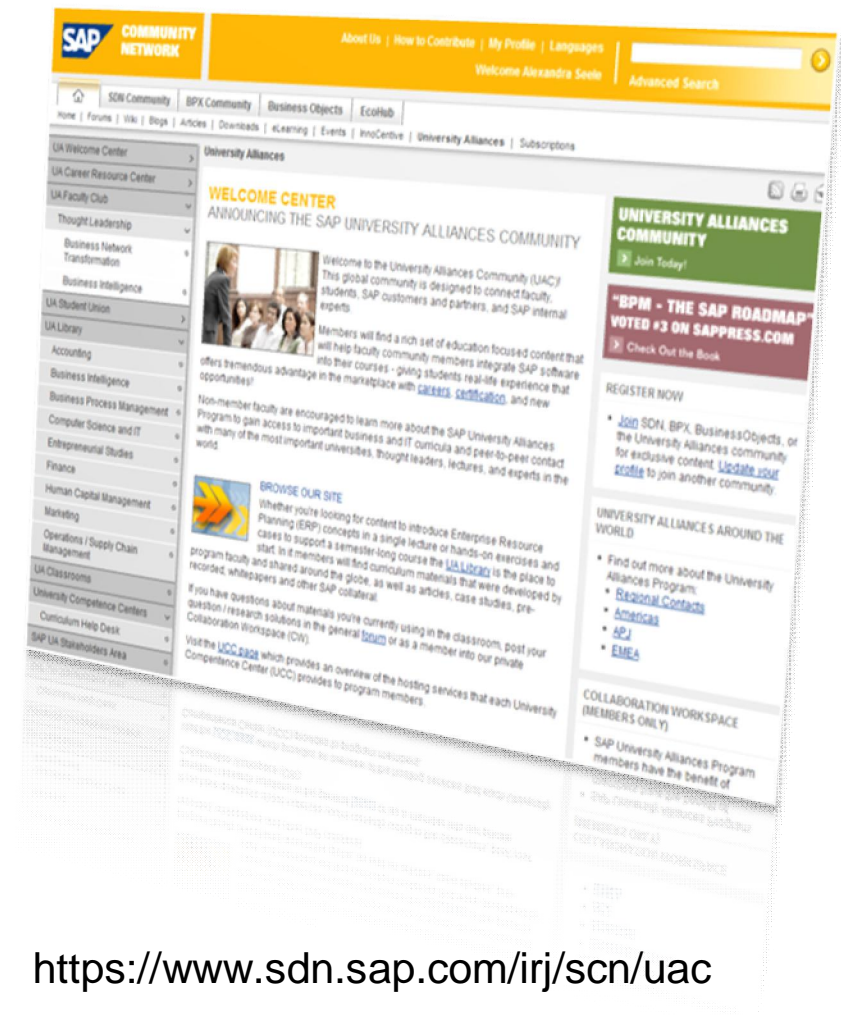 SAP COMMUNITY NETWORK
About Us | How to Contribute | My Profile | Languages
Welcome Alexandra Seele
Advanced Search
SDN Community BPX Community Business Objects EcoHub
Home | Forums | Wiki | Blogs | Articles | Downloads | eLearning | Events | InnoCentive | University Alliances | Subscriptions
UA Welcome Center
UA Career Resource Center
UA Faculty Club
Thought Leadership
Business Network
Transformation
Business Intelligence
UA Student Union
UA Library
Accounting
Business Intelligence
Business Process Management
Computer Science and IT
Entrepreneurial Studies
Finance
Human Capital Management
Marketing
Operations / Supply Chain
Management
UA Classrooms
University Competence Centers
Curriculum Help Desk
SAP UA Stakeholders Area
University Alliances
WELCOME CENTER
ANNOUNCING THE SAP UNIVERSITY ALLIANCES COMMUNITY
Welcome to the University Alliances Community (UAC)!
This global community is designed to connect faculty,
students, SAP customers and partners, and SAP internal
experts.
Members will find a rich set of education focused content that
will help faculty community members integrate SAP software
into their courses - giving students real-life experience that
offers tremendous advantage in the marketplace with careers, certification, and new
opportunities!
Non-member faculty are encouraged to learn more about the SAP University Alliances
Program to gain access to important business and IT curricula and peer-to-peer contact
with many of the most important universities, thought leaders, lectures, and experts in the
world.
BROWSE OUR SITE
Whether you're looking for content to introduce Enterprise Resource
Planning (ERP) concepts in a single lecture or hands-on exercises and
cases to support a semester-long course the UA Library is the place to
start. In it members will find curriculum materials that were developed by
program faculty and shared around the globe, as well as articles, case studies, pre-
recorded, whitepapers and other SAP collateral.
If you have questions about materials you're currently using in the classroom, post your
question / research solutions in the general forum or as a member into our private
Collaboration Workspace (CW).
Visit the UCC page which provides an overview of the hosting services that each University
Compentence Center (UCC) provides to program members.
UNIVERSITY ALLIANCES
COMMUNITY
Join Today!
"BPM - THE SAP ROADMAP"
VOTED #3 ON SAPPRESS.COM
Check Out the Book
REGISTER NOW
Join SDN, BPX, BusinessObjects, or
the University Alliances community
for exclusive content. Update your
profile to join another community.
UNIVERSITY ALLIANCES AROUND THE
WORLD
Find out more about the University
Alliances Program:
Regional Contacts
Americas
APJ
EMEA
COLLABORATION WORKSPACE
(MEMBERS ONLY)
SAP University Alliances Program
members have the benefit of
https://www.sdn.sap.com/irj/scn/uac